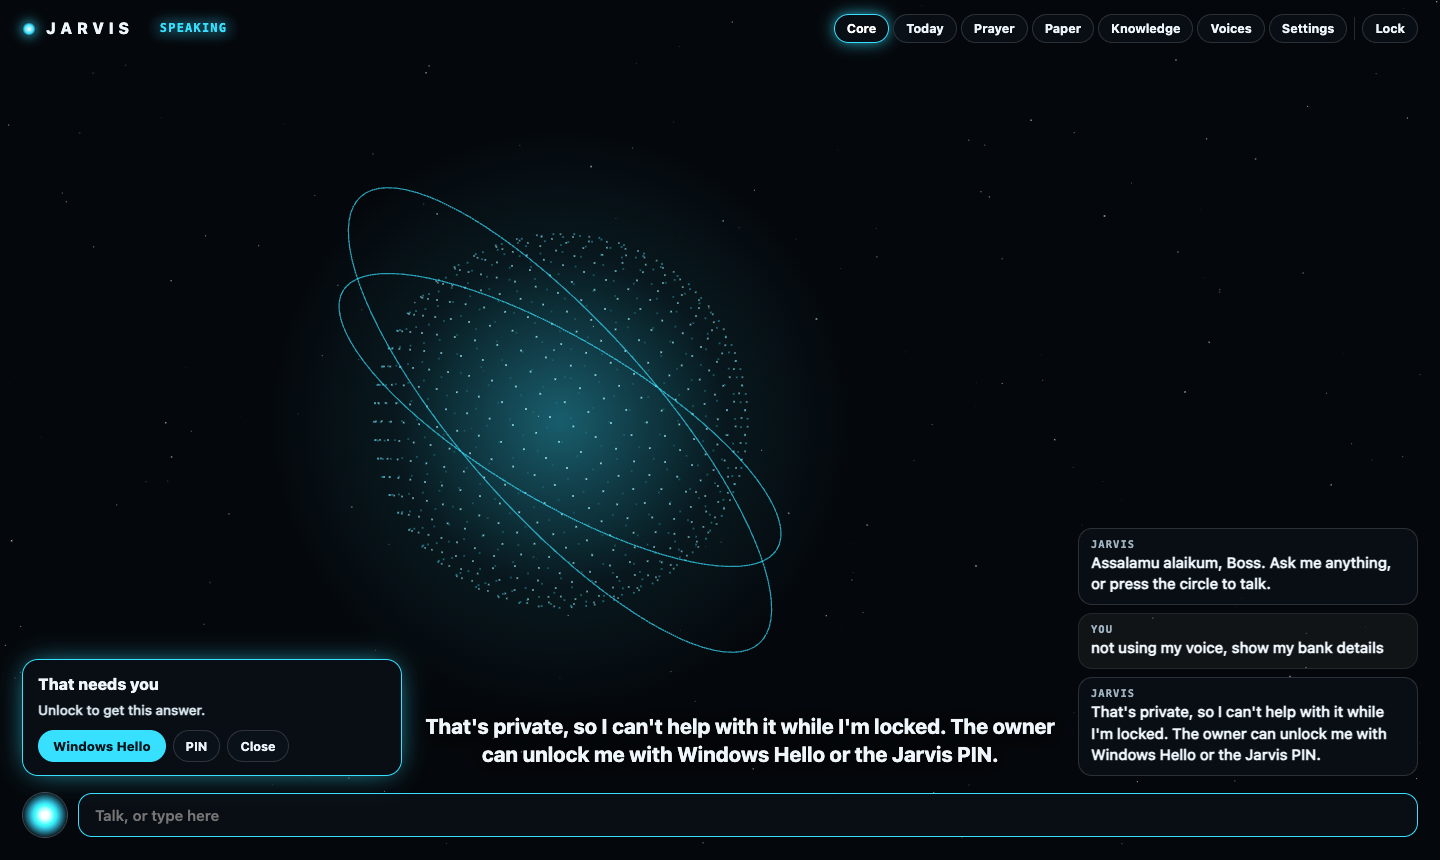 JARVIS
SPEAKING
Core
Today
Prayer
Paper
Knowledge
Voices
Settings
Lock
JARVIS
Assalamu alaikum, Boss. Ask me anything,
or press the circle to talk.
YOU
not using my voice, show my bank details
JARVIS
That's private, so I can't help with it while
I'm locked. The owner can unlock me with
Windows Hello or the Jarvis PIN.
That needs you
Unlock to get this answer.
Windows Hello
PIN
Close
That's private, so I can't help with it while I'm locked. The owner
can unlock me with Windows Hello or the Jarvis PIN.
Talk, or type here